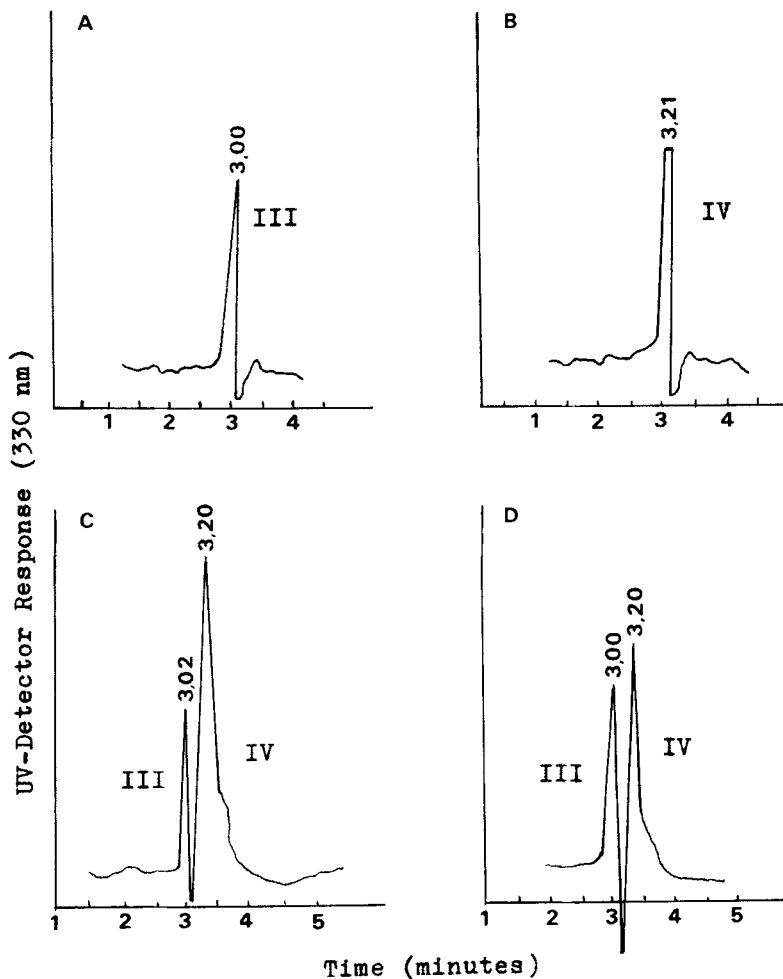 A
3,00
III
1 2 3 4
B
3,21
IV
1 2 3 4
UV-Detector Response (330 nm)
C
3,20
3,02
III
IV
1 2 3 4 5
D
3,20
3,00
III
IV
1 2 3 4 5
Time (minutes)